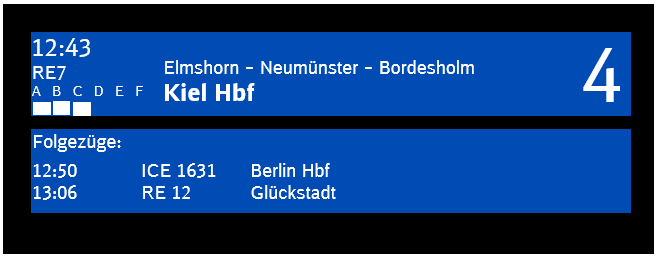 12:43
RE7
A B C D E F
Elmshorn – Neumünster – Bordesholm
Kiel Hbf
4
Folgezüge:
12:50 ICE 1631 Berlin Hbf
13:06 RE 12 Glückstadt